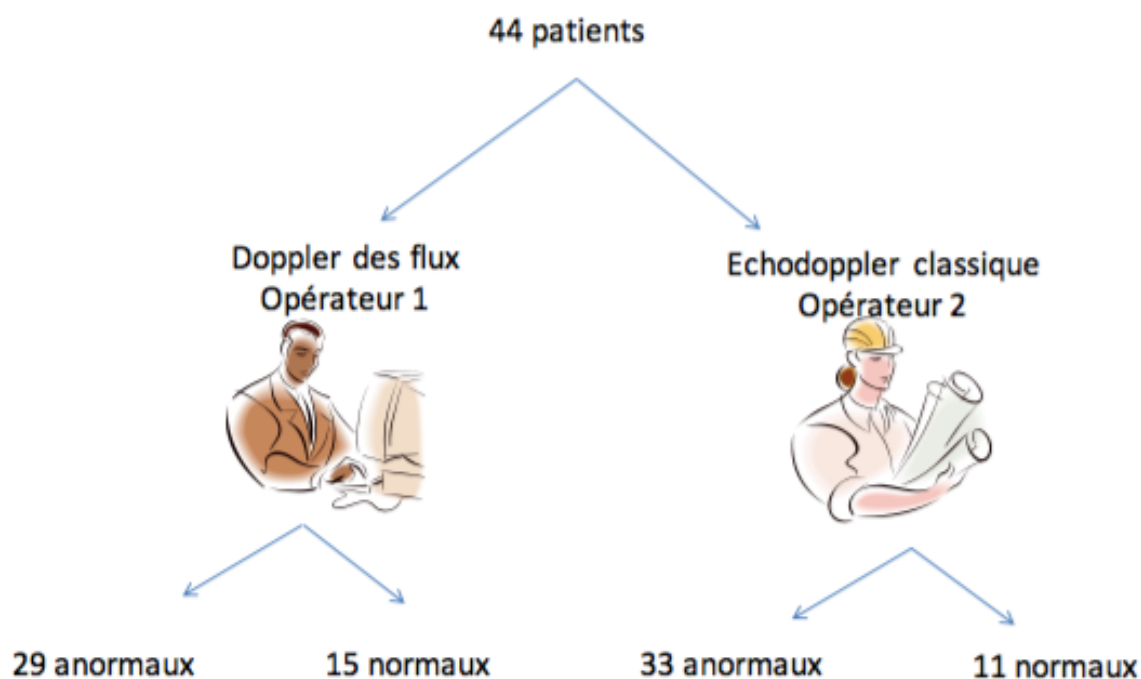 44 patients
Doppler des flux
Opérateur 1
Echodoppler classique
Opérateur 2
29 anormaux
15 normaux
33 anormaux
11 normaux